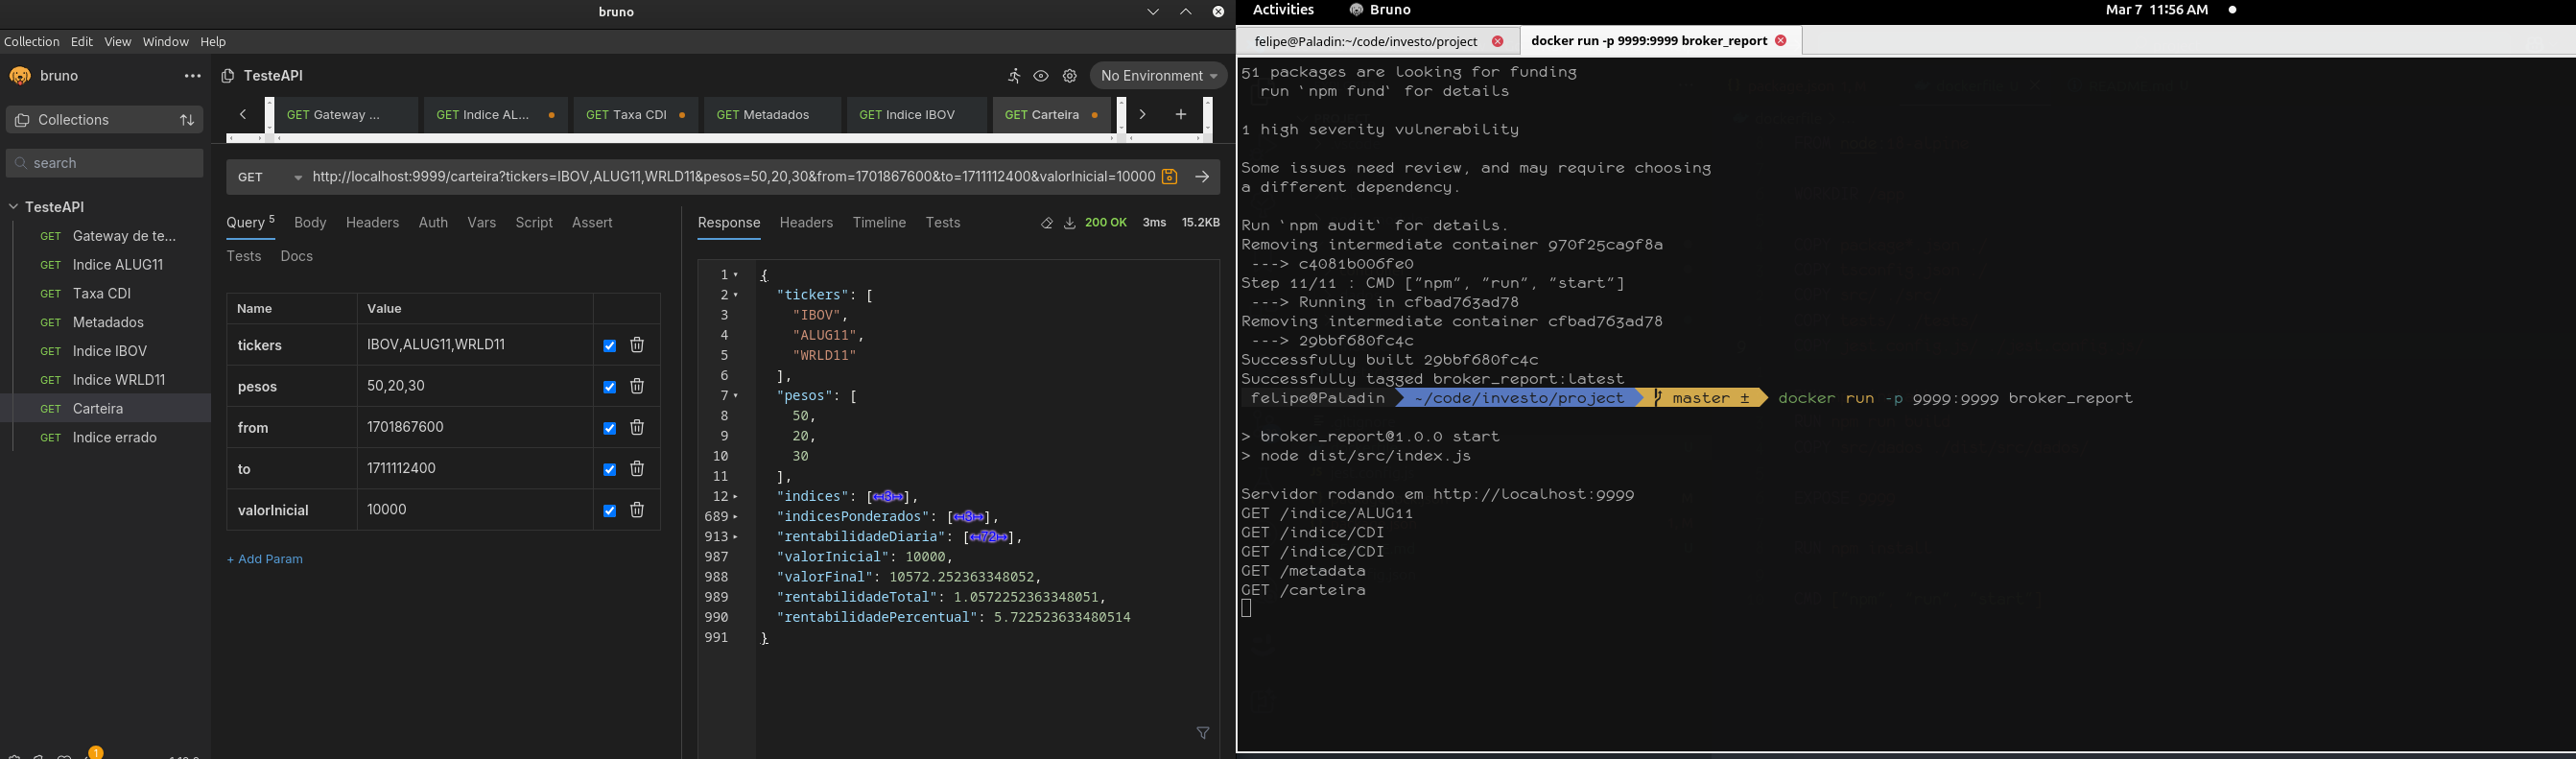 bruno
Collection Edit View Window Help
bruno
TesteAPI
No Environment
Collections
GET Gateway ...
GET Indice AL...
GET Taxa CDI
GET Metadados
GET Indice IBOV
GET Carteira
search
GET http://localhost:9999/carteira?tickers=IBOV,ALUG11,WRLD11&pesos=50,20,30&from=1701867600&to=1711112400&valorInicial=10000
TesteAPI
GET Gateway de te...
GET Indice ALUG11
GET Taxa CDI
GET Metadados
GET Indice IBOV
GET Indice WRLD11
GET Carteira
GET Indice errado
1
Query 5 Body Headers Auth Vars Script Assert
Tests Docs
Name Value
tickers IBOV,ALUG11,WRLD11
pesos 50,20,30
from 1701867600
to 1711112400
valorInicial 10000
+ Add Param
Response Headers Timeline Tests 200 OK 3ms 15.2KB
1 {
2 "tickers": [
3 "IBOV",
4 "ALUG11",
5 "WRLD11"
6 ],
7 "pesos": [
8 50,
9 20,
10 30
11 ],
12 "indices": [↔3↔],
689 "indicesPonderados": [↔3↔],
913 "rentabilidadeDiaria": [↔72↔],
987 "valorInicial": 10000,
988 "valorFinal": 10572.252363348052,
989 "rentabilidadeTotal": 1.0572252363348051,
990 "rentabilidadePercentual": 5.722523633480514
991 }
Activities Bruno Mar 7 11:56 AM
felipe@Paladin:~/code/investo/project
docker run -p 9999:9999 broker_report
51 packages are looking for funding
run `npm fund` for details
1 high severity vulnerability
Some issues need review, and may require choosing
a different dependency.
Run `npm audit` for details.
Removing intermediate container 970f25ca9f8a
---> c4081b006fe0
Step 11/11 : CMD ["npm", "run", "start"]
---> Running in cfbad763ad78
Removing intermediate container cfbad763ad78
---> 29bbf680fc4c
Successfully built 29bbf680fc4c
Successfully tagged broker_report:latest
felipe@Paladin ~/code/investo/project master ± docker run -p 9999:9999 broker_report
> broker_report@1.0.0 start
> node dist/src/index.js
Servidor rodando em http://localhost:9999
GET /indice/ALUG11
GET /indice/CDI
GET /indice/CDI
GET /metadata
GET /carteira